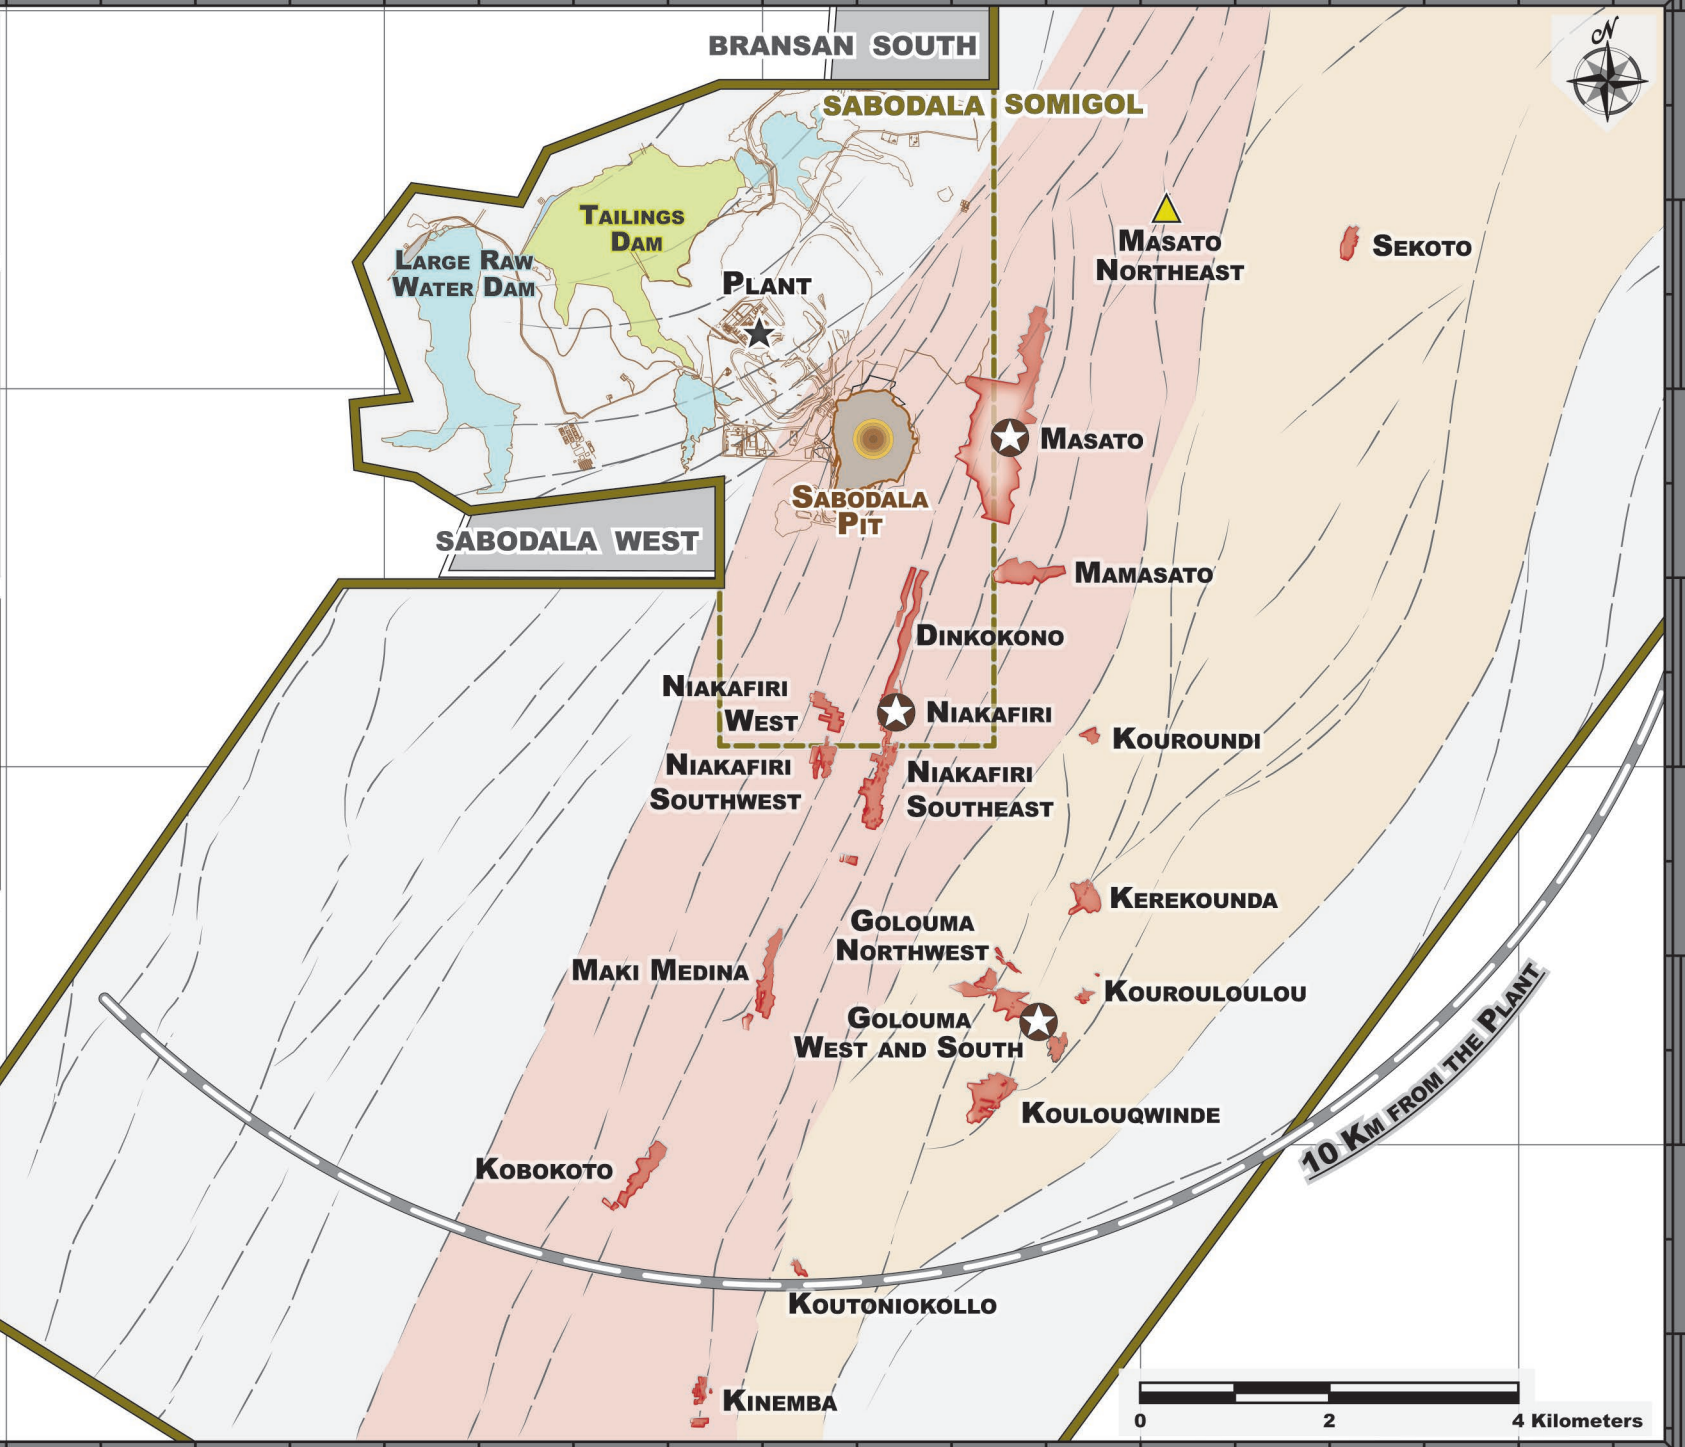 N
BRANSAN SOUTH
SABODALA
SOMIGOL
TAILINGS
DAM
LARGE RAW
WATER DAM
PLANT
MASATO
NORTHEAST
SEKOTO
MASATO
SABODALA
PIT
SABODALA WEST
MAMASATO
DINKOKONO
NIAKAFIRI
WEST
NIAKAFIRI
KOUROUNDI
NIAKAFIRI
SOUTHWEST
NIAKAFIRI
SOUTHEAST
KEREKOUNDA
GOLOUMA
NORTHWEST
MAKI MEDINA
KOUROULOULOU
GOLOUMA
WEST AND SOUTH
KOULOUQWINDE
10 KM FROM THE PLANT
KOBOKOTO
KOUTONIOKOLLO
KINEMBA
0 2 4 Kilometers